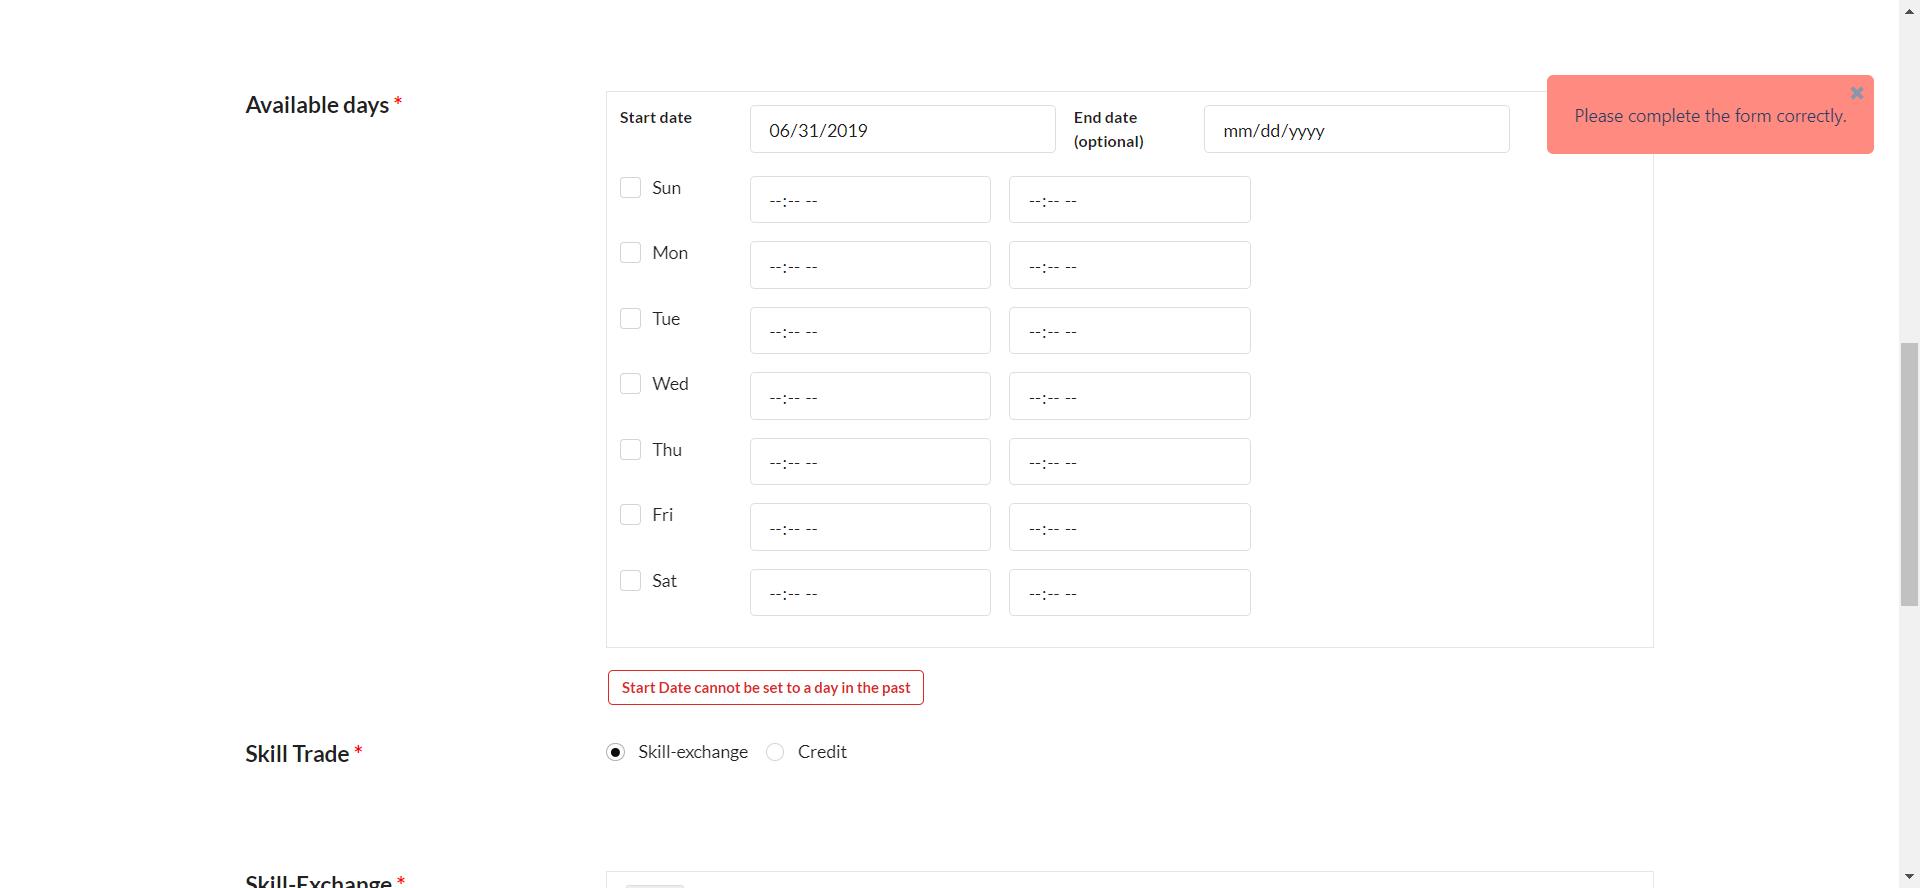 Available days *
Start date
06/31/2019
End date
(optional)
mm/dd/yyyy
Please complete the form correctly.
Sun --:-- -- --:-- --
Mon --:-- -- --:-- --
Tue --:-- -- --:-- --
Wed --:-- -- --:-- --
Thu --:-- -- --:-- --
Fri --:-- -- --:-- --
Sat --:-- -- --:-- --
Start Date cannot be set to a day in the past
Skill Trade * Skill-exchange Credit
Skill-Exchange *